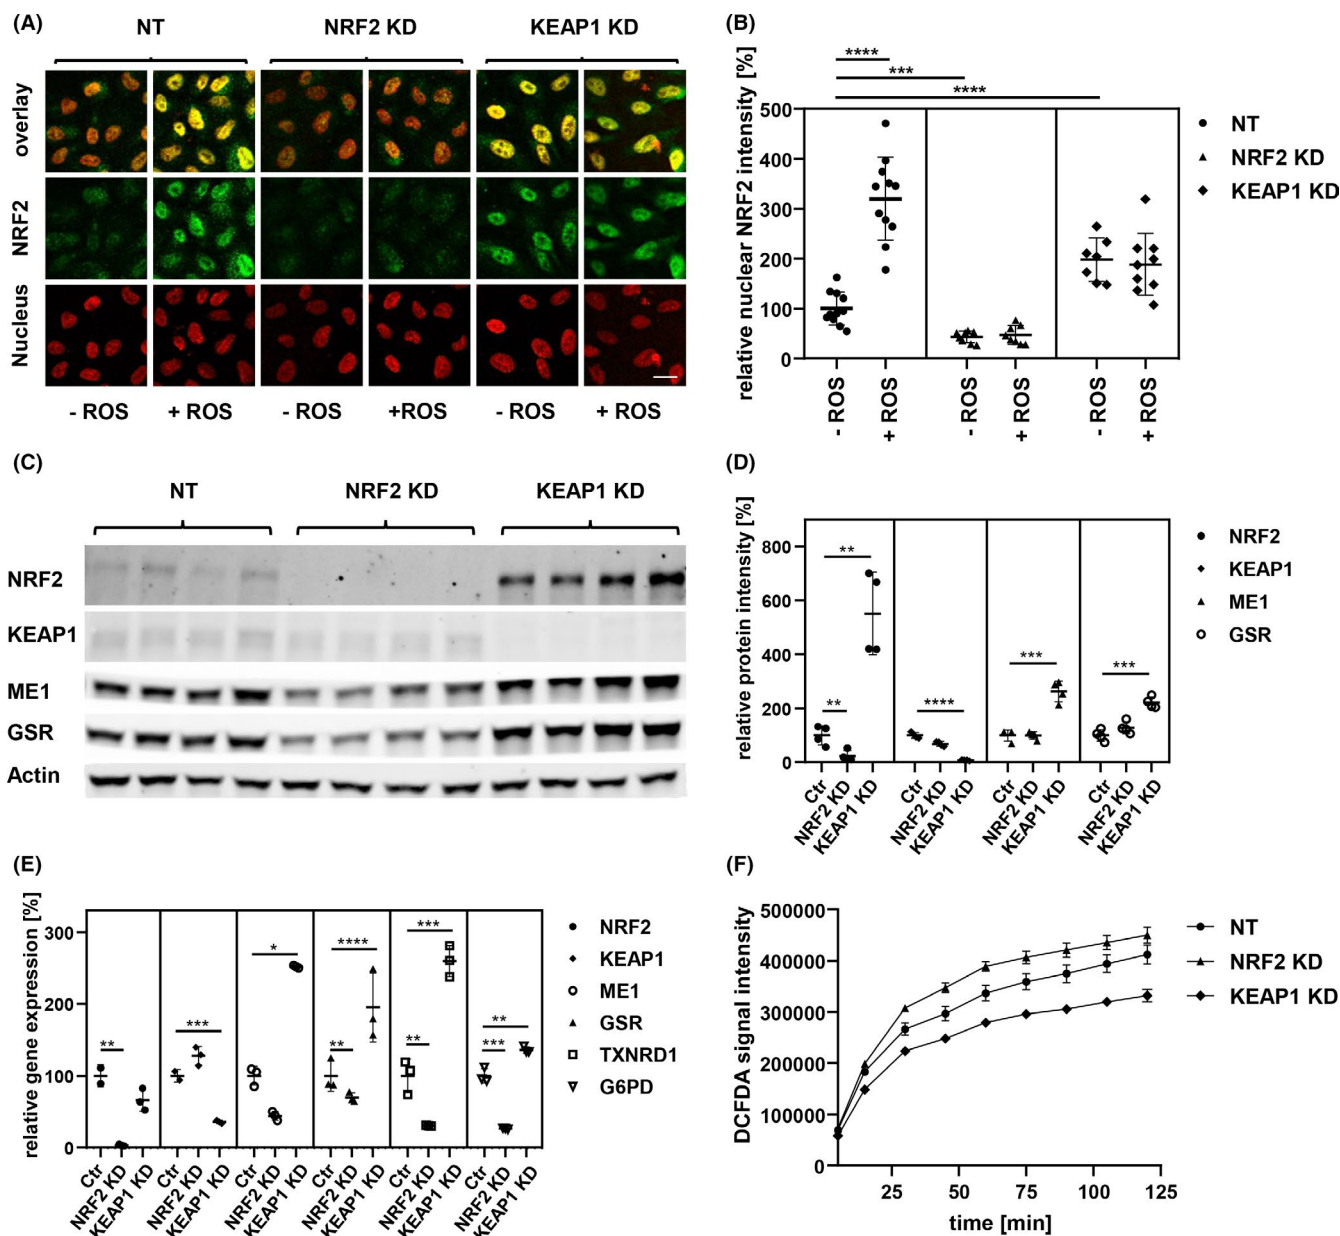 (A)
NT NRF2 KD KEAP1 KD
overlay
NRF2
Nucleus
- ROS + ROS - ROS +ROS - ROS + ROS
(B)
relative nuclear NRF2 intensity [%]
****
***
****
500
400
300
200
100
0
- ROS + ROS - ROS + ROS - ROS + ROS
NT
NRF2 KD
KEAP1 KD
(C)
NT NRF2 KD KEAP1 KD
NRF2
KEAP1
ME1
GSR
Actin
(D)
relative protein intensity [%]
800
600
400
200
0
** ** **** *** ***
Ctr NRF2 KD KEAP1 KD Ctr NRF2 KD KEAP1 KD Ctr NRF2 KD KEAP1 KD Ctr NRF2 KD KEAP1 KD
NRF2
KEAP1
ME1
GSR
(E)
relative gene expression [%]
300
200
100
0
** *** * **** ** *** ** ** ***
Ctr NRF2 KD KEAP1 KD Ctr NRF2 KD KEAP1 KD Ctr NRF2 KD KEAP1 KD Ctr NRF2 KD KEAP1 KD Ctr NRF2 KD KEAP1 KD Ctr NRF2 KD KEAP1 KD
NRF2
KEAP1
ME1
GSR
TXNRD1
G6PD
(F)
DCFDA signal intensity
500000
400000
300000
200000
100000
0
25 50 75 100 125
time [min]
NT
NRF2 KD
KEAP1 KD